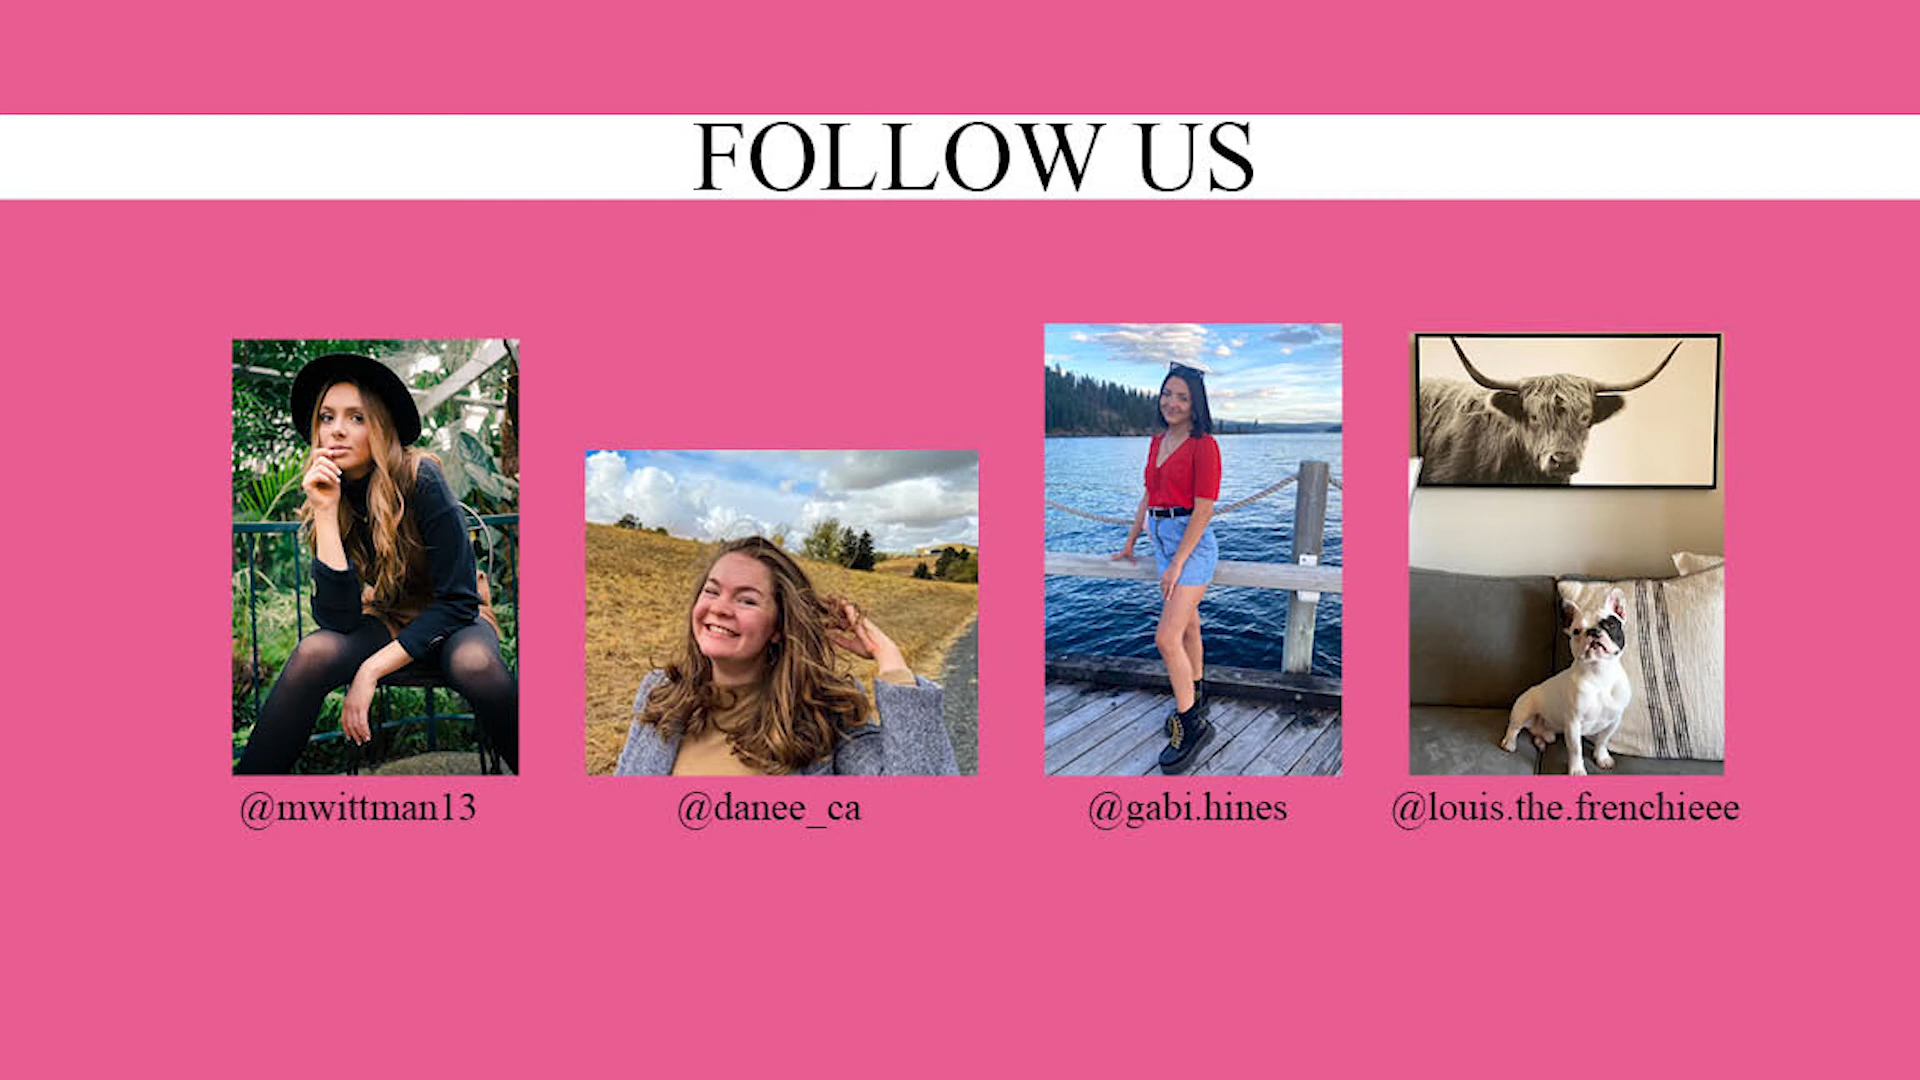 FOLLOW US
@mwittman13
@danee_ca
@gabi.hines
@louis.the.frenchieee